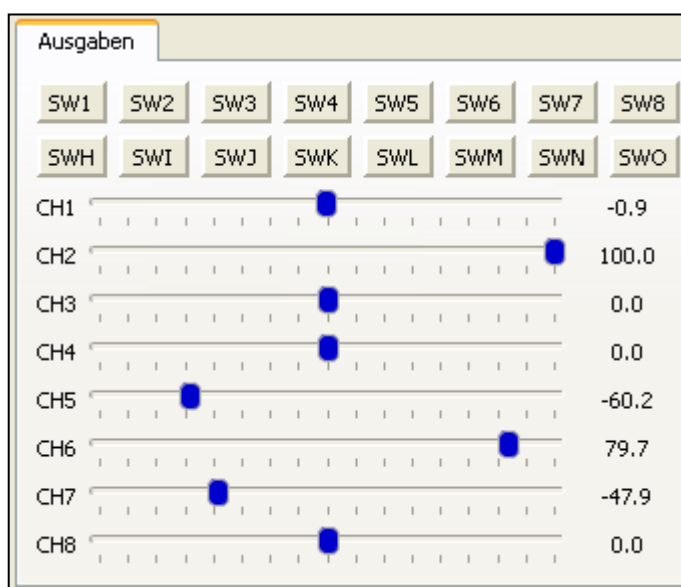 Ausgaben
SW1 SW2 SW3 SW4 SW5 SW6 SW7 SW8
SWH SWI SWJ SWK SWL SWM SWN SWO
CH1 -0.9
CH2 100.0
CH3 0.0
CH4 0.0
CH5 -60.2
CH6 79.7
CH7 -47.9
CH8 0.0